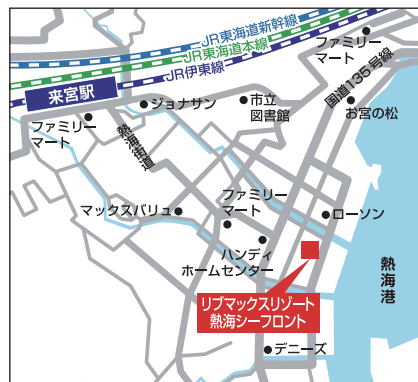 JR東海道新幹線
JR東海道本線
JR伊東線
来宮駅
ファミリー
マート
国道135号線
ジョナサン
市立
図書館
お宮の松
ファミリー
マート
熱海街道
マックスバリュ
ファミリー
マート
ローソン
ハンディ
ホームセンター
熱海港
リブマックスリゾート
熱海シーフロント
デニーズ